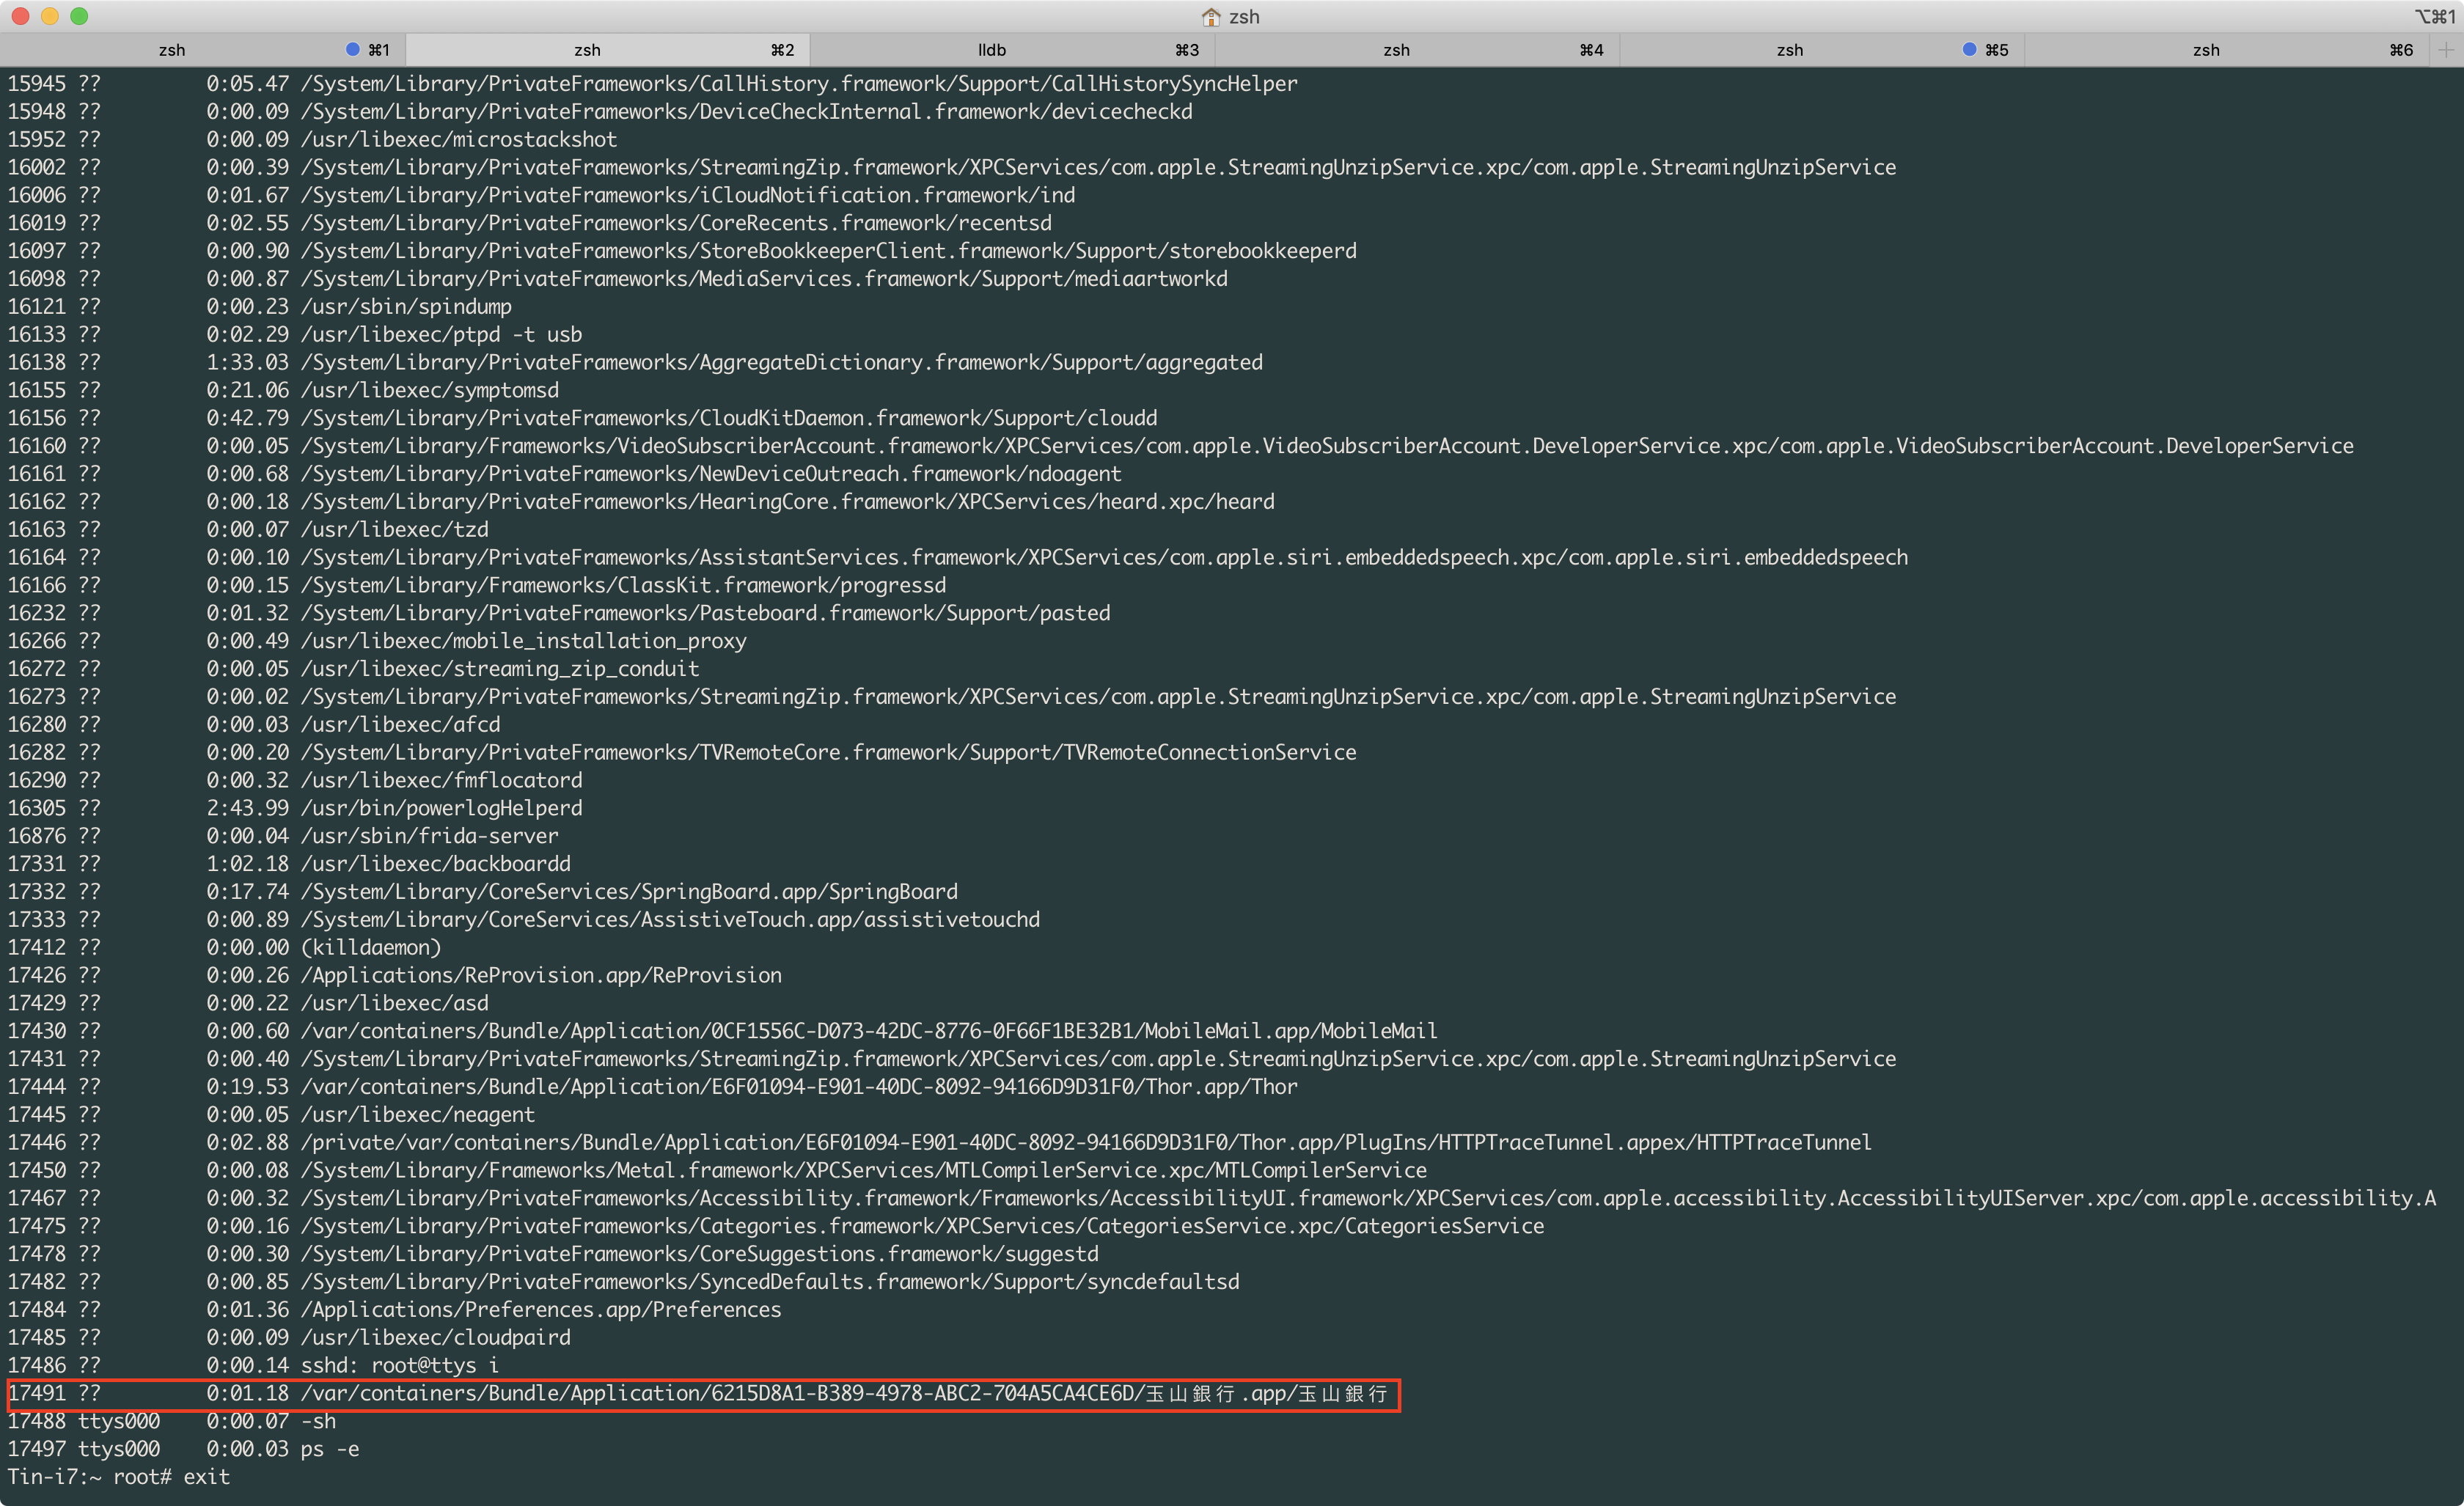 zsh ⌥⌘1
zsh ⌘1 zsh ⌘2 lldb ⌘3 zsh ⌘4 zsh ⌘5 zsh ⌘6
15945 ?? 0:05.47 /System/Library/PrivateFrameworks/CallHistory.framework/Support/CallHistorySyncHelper
15948 ?? 0:00.09 /System/Library/PrivateFrameworks/DeviceCheckInternal.framework/devicecheckd
15952 ?? 0:00.09 /usr/libexec/microstackshot
16002 ?? 0:00.39 /System/Library/PrivateFrameworks/StreamingZip.framework/XPCServices/com.apple.StreamingUnzipService.xpc/com.apple.StreamingUnzipService
16006 ?? 0:01.67 /System/Library/PrivateFrameworks/iCloudNotification.framework/ind
16019 ?? 0:02.55 /System/Library/PrivateFrameworks/CoreRecents.framework/recentsd
16097 ?? 0:00.90 /System/Library/PrivateFrameworks/StoreBookkeeperClient.framework/Support/storebookkeeperd
16098 ?? 0:00.87 /System/Library/PrivateFrameworks/MediaServices.framework/Support/mediaartworkd
16121 ?? 0:00.23 /usr/sbin/spindump
16133 ?? 0:02.29 /usr/libexec/ptpd -t usb
16138 ?? 1:33.03 /System/Library/PrivateFrameworks/AggregateDictionary.framework/Support/aggregated
16155 ?? 0:21.06 /usr/libexec/symptomsd
16156 ?? 0:42.79 /System/Library/PrivateFrameworks/CloudKitDaemon.framework/Support/cloudd
16160 ?? 0:00.05 /System/Library/Frameworks/VideoSubscriberAccount.framework/XPCServices/com.apple.VideoSubscriberAccount.DeveloperService.xpc/com.apple.VideoSubscriberAccount.DeveloperService
16161 ?? 0:00.68 /System/Library/PrivateFrameworks/NewDeviceOutreach.framework/ndoagent
16162 ?? 0:00.18 /System/Library/PrivateFrameworks/HearingCore.framework/XPCServices/heard.xpc/heard
16163 ?? 0:00.07 /usr/libexec/tzd
16164 ?? 0:00.10 /System/Library/PrivateFrameworks/AssistantServices.framework/XPCServices/com.apple.siri.embeddedspeech.xpc/com.apple.siri.embeddedspeech
16166 ?? 0:00.15 /System/Library/Frameworks/ClassKit.framework/progressd
16232 ?? 0:01.32 /System/Library/PrivateFrameworks/Pasteboard.framework/Support/pasted
16266 ?? 0:00.49 /usr/libexec/mobile_installation_proxy
16272 ?? 0:00.05 /usr/libexec/streaming_zip_conduit
16273 ?? 0:00.02 /System/Library/PrivateFrameworks/StreamingZip.framework/XPCServices/com.apple.StreamingUnzipService.xpc/com.apple.StreamingUnzipService
16280 ?? 0:00.03 /usr/libexec/afcd
16282 ?? 0:00.20 /System/Library/PrivateFrameworks/TVRemoteCore.framework/Support/TVRemoteConnectionService
16290 ?? 0:00.32 /usr/libexec/fmflocatord
16305 ?? 2:43.99 /usr/bin/powerlogHelperd
16876 ?? 0:00.04 /usr/sbin/frida-server
17331 ?? 1:02.18 /usr/libexec/backboardd
17332 ?? 0:17.74 /System/Library/CoreServices/SpringBoard.app/SpringBoard
17333 ?? 0:00.89 /System/Library/CoreServices/AssistiveTouch.app/assistivetouchd
17412 ?? 0:00.00 (killdaemon)
17426 ?? 0:00.26 /Applications/ReProvision.app/ReProvision
17429 ?? 0:00.22 /usr/libexec/asd
17430 ?? 0:00.60 /var/containers/Bundle/Application/0CF1556C-D073-42DC-8776-0F66F1BE32B1/MobileMail.app/MobileMail
17431 ?? 0:00.40 /System/Library/PrivateFrameworks/StreamingZip.framework/XPCServices/com.apple.StreamingUnzipService.xpc/com.apple.StreamingUnzipService
17444 ?? 0:19.53 /var/containers/Bundle/Application/E6F01094-E901-40DC-8092-94166D9D31F0/Thor.app/Thor
17445 ?? 0:00.05 /usr/libexec/neagent
17446 ?? 0:02.88 /private/var/containers/Bundle/Application/E6F01094-E901-40DC-8092-94166D9D31F0/Thor.app/PlugIns/HTTPTraceTunnel.appex/HTTPTraceTunnel
17450 ?? 0:00.08 /System/Library/Frameworks/Metal.framework/XPCServices/MTLCompilerService.xpc/MTLCompilerService
17467 ?? 0:00.32 /System/Library/PrivateFrameworks/Accessibility.framework/Frameworks/AccessibilityUI.framework/XPCServices/com.apple.accessibility.AccessibilityUIServer.xpc/com.apple.accessibility.A
17475 ?? 0:00.16 /System/Library/PrivateFrameworks/Categories.framework/XPCServices/CategoriesService.xpc/CategoriesService
17478 ?? 0:00.30 /System/Library/PrivateFrameworks/CoreSuggestions.framework/suggestd
17482 ?? 0:00.85 /System/Library/PrivateFrameworks/SyncedDefaults.framework/Support/syncdefaultsd
17484 ?? 0:01.36 /Applications/Preferences.app/Preferences
17485 ?? 0:00.09 /usr/libexec/cloudpaird
17486 ?? 0:00.14 sshd: root@ttys i
17491 ?? 0:01.18 /var/containers/Bundle/Application/6215D8A1-B389-4978-ABC2-704A5CA4CE6D/玉山銀行.app/玉山銀行
17488 ttys000 0:00.07 -sh
17497 ttys000 0:00.03 ps -e
Tin-i7:~ root# exit